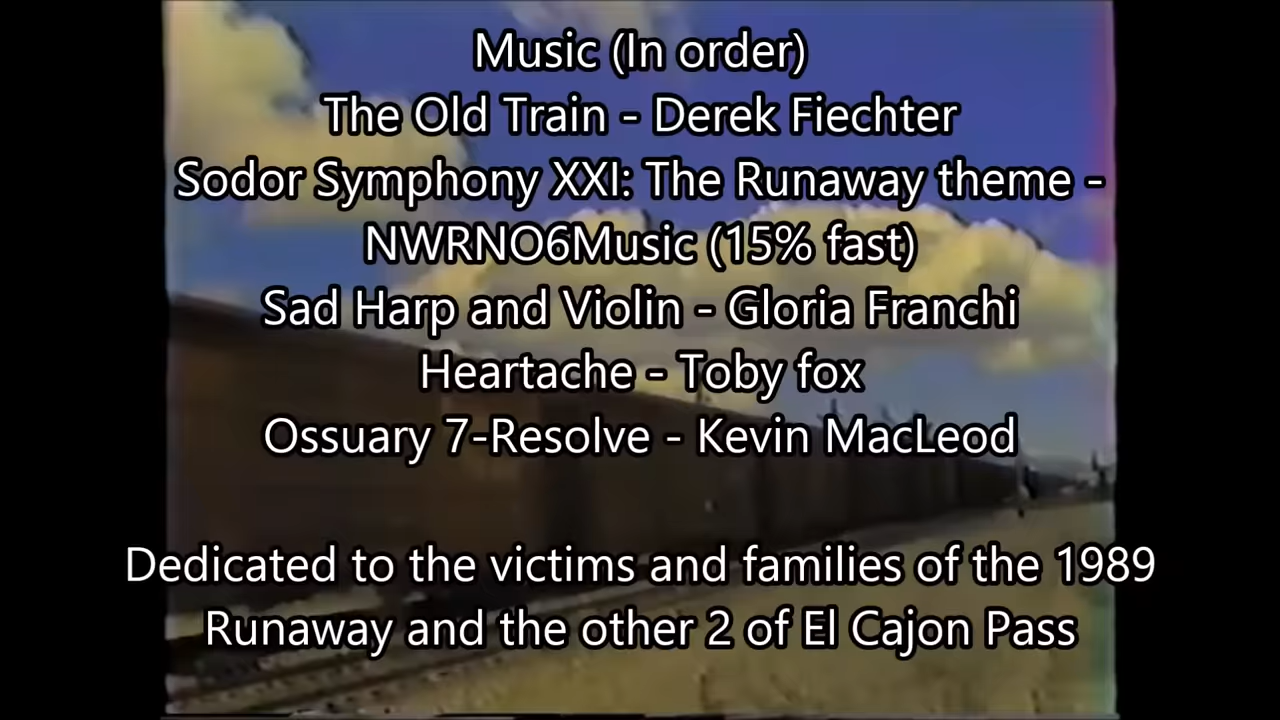 Music (In order)
The Old Train - Derek Fiechter
Sodor Symphony XXI: The Runaway theme -
NWRNO6Music (15% fast)
Sad Harp and Violin - Gloria Franchi
Heartache - Toby fox
Ossuary 7-Resolve - Kevin MacLeod
Dedicated to the victims and families of the 1989
Runaway and the other 2 of El Cajon Pass